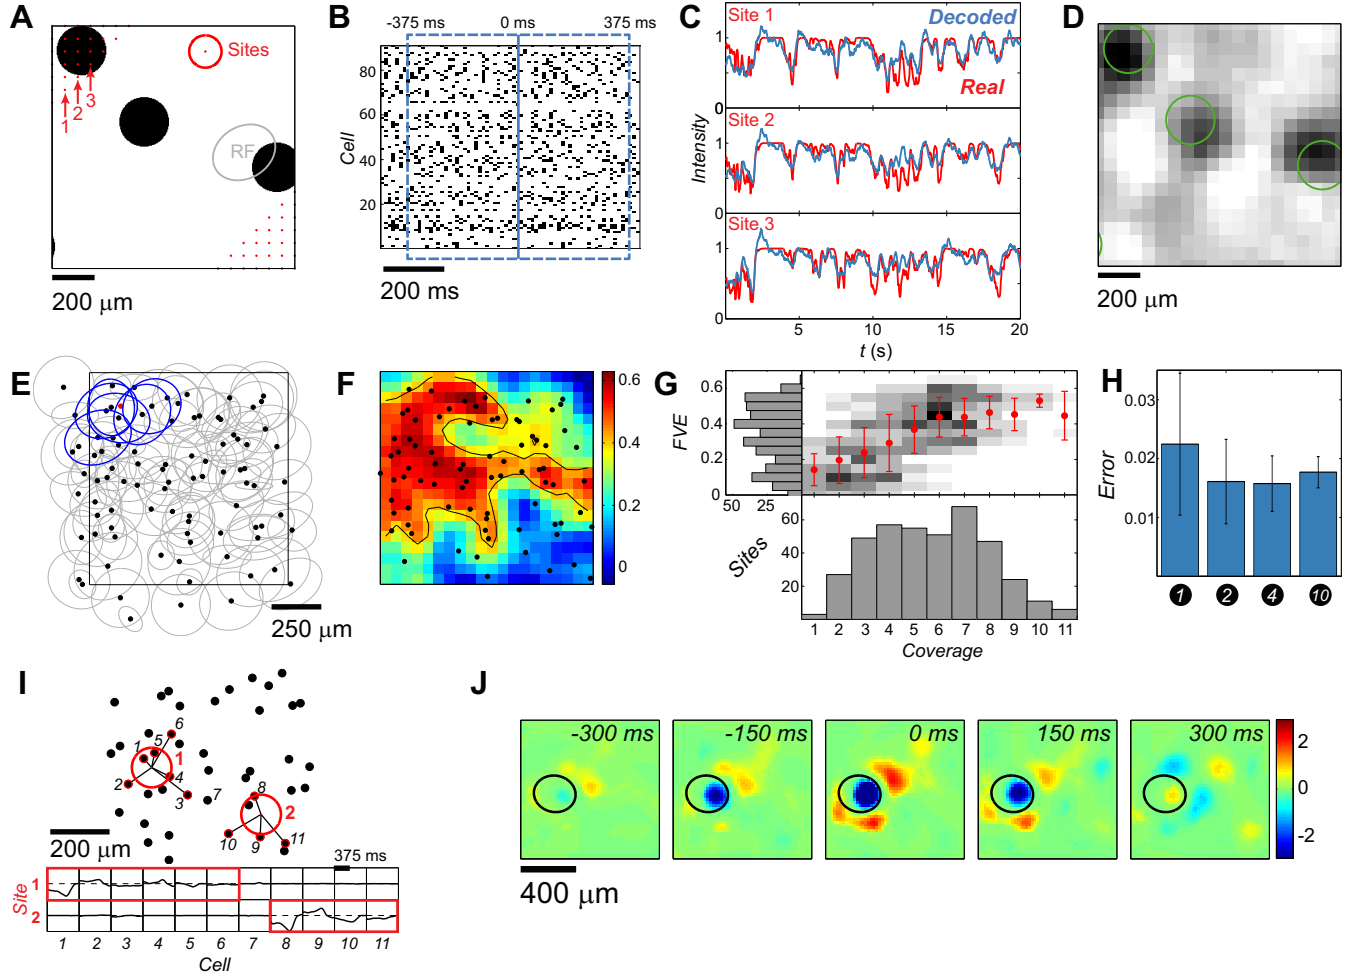 A
Sites
1
2
3
RF
200 µm
B
-375 ms 0 ms 375 ms
Cell
80
60
40
20
200 ms
C
Site 1
Decoded
Real
1
0
Site 2
1
0
Site 3
1
0
Intensity
5 10 15 20
t (s)
D
200 µm
E
250 µm
F
0.6
0.4
0.2
0
G
FVE
0.6
0.4
0.2
0
50 25
Sites
60
40
20
1 2 3 4 5 6 7 8 9 10 11
Coverage
H
Error
0.03
0.02
0.01
1 2 4 10
I
6
5
1
1
2
4
3
7
8
2
10
9
11
200 µm
375 ms
Site
1
2
1 2 3 4 5 6 7 8 9 10 11
Cell
J
-300 ms
-150 ms
0 ms
150 ms
300 ms
2
0
-2
400 µm